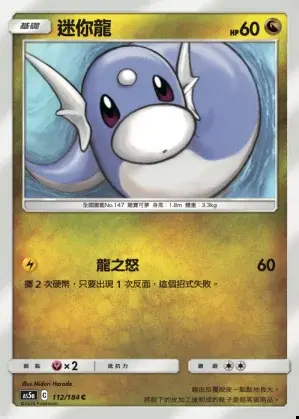 基礎
迷你龍
HP60
全國圖鑑No.147 龍寶可夢 身高：1.8m 體重：3.3kg
龍之怒 60
擲2次硬幣，只要出現1次反面，這個招式失敗。
弱點 ×2 抵抗力 撤退
Illus.Midori Harada
AS5a C 112/184 C